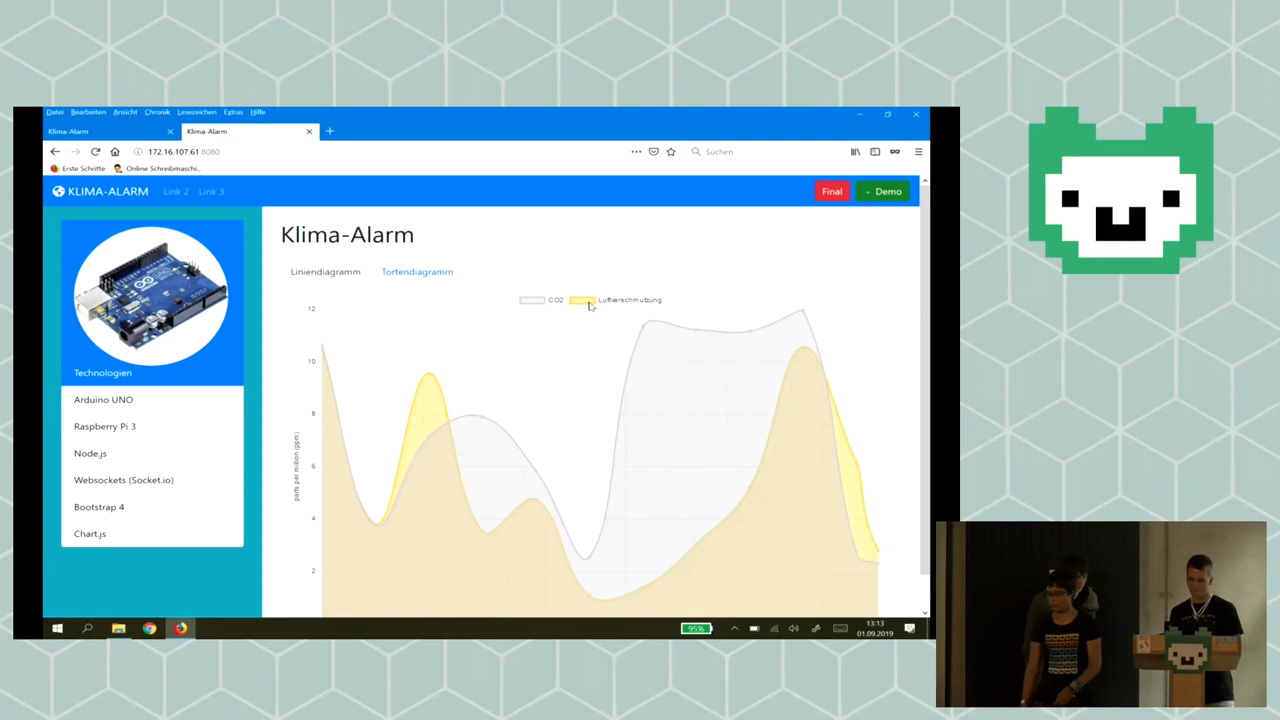 Datei Bearbeiten Ansicht Chronik Lesezeichen Extras Hilfe
Klima-Alarm
Klima-Alarm
172.16.107.61:8080
Suchen
Erste Schritte
Online Schreibmaschi...
KLIMA-ALARM
Link 2
Link 3
Final
Demo
Technologien
Arduino UNO
Raspberry Pi 3
Node.js
Websockets (Socket.io)
Bootstrap 4
Chart.js
Klima-Alarm
Liniendiagramm
Tortendiagramm
CO2
Luftverschmutzung
12
10
8
6
4
2
parts per million (ppm)
95%
13:13
01.09.2019